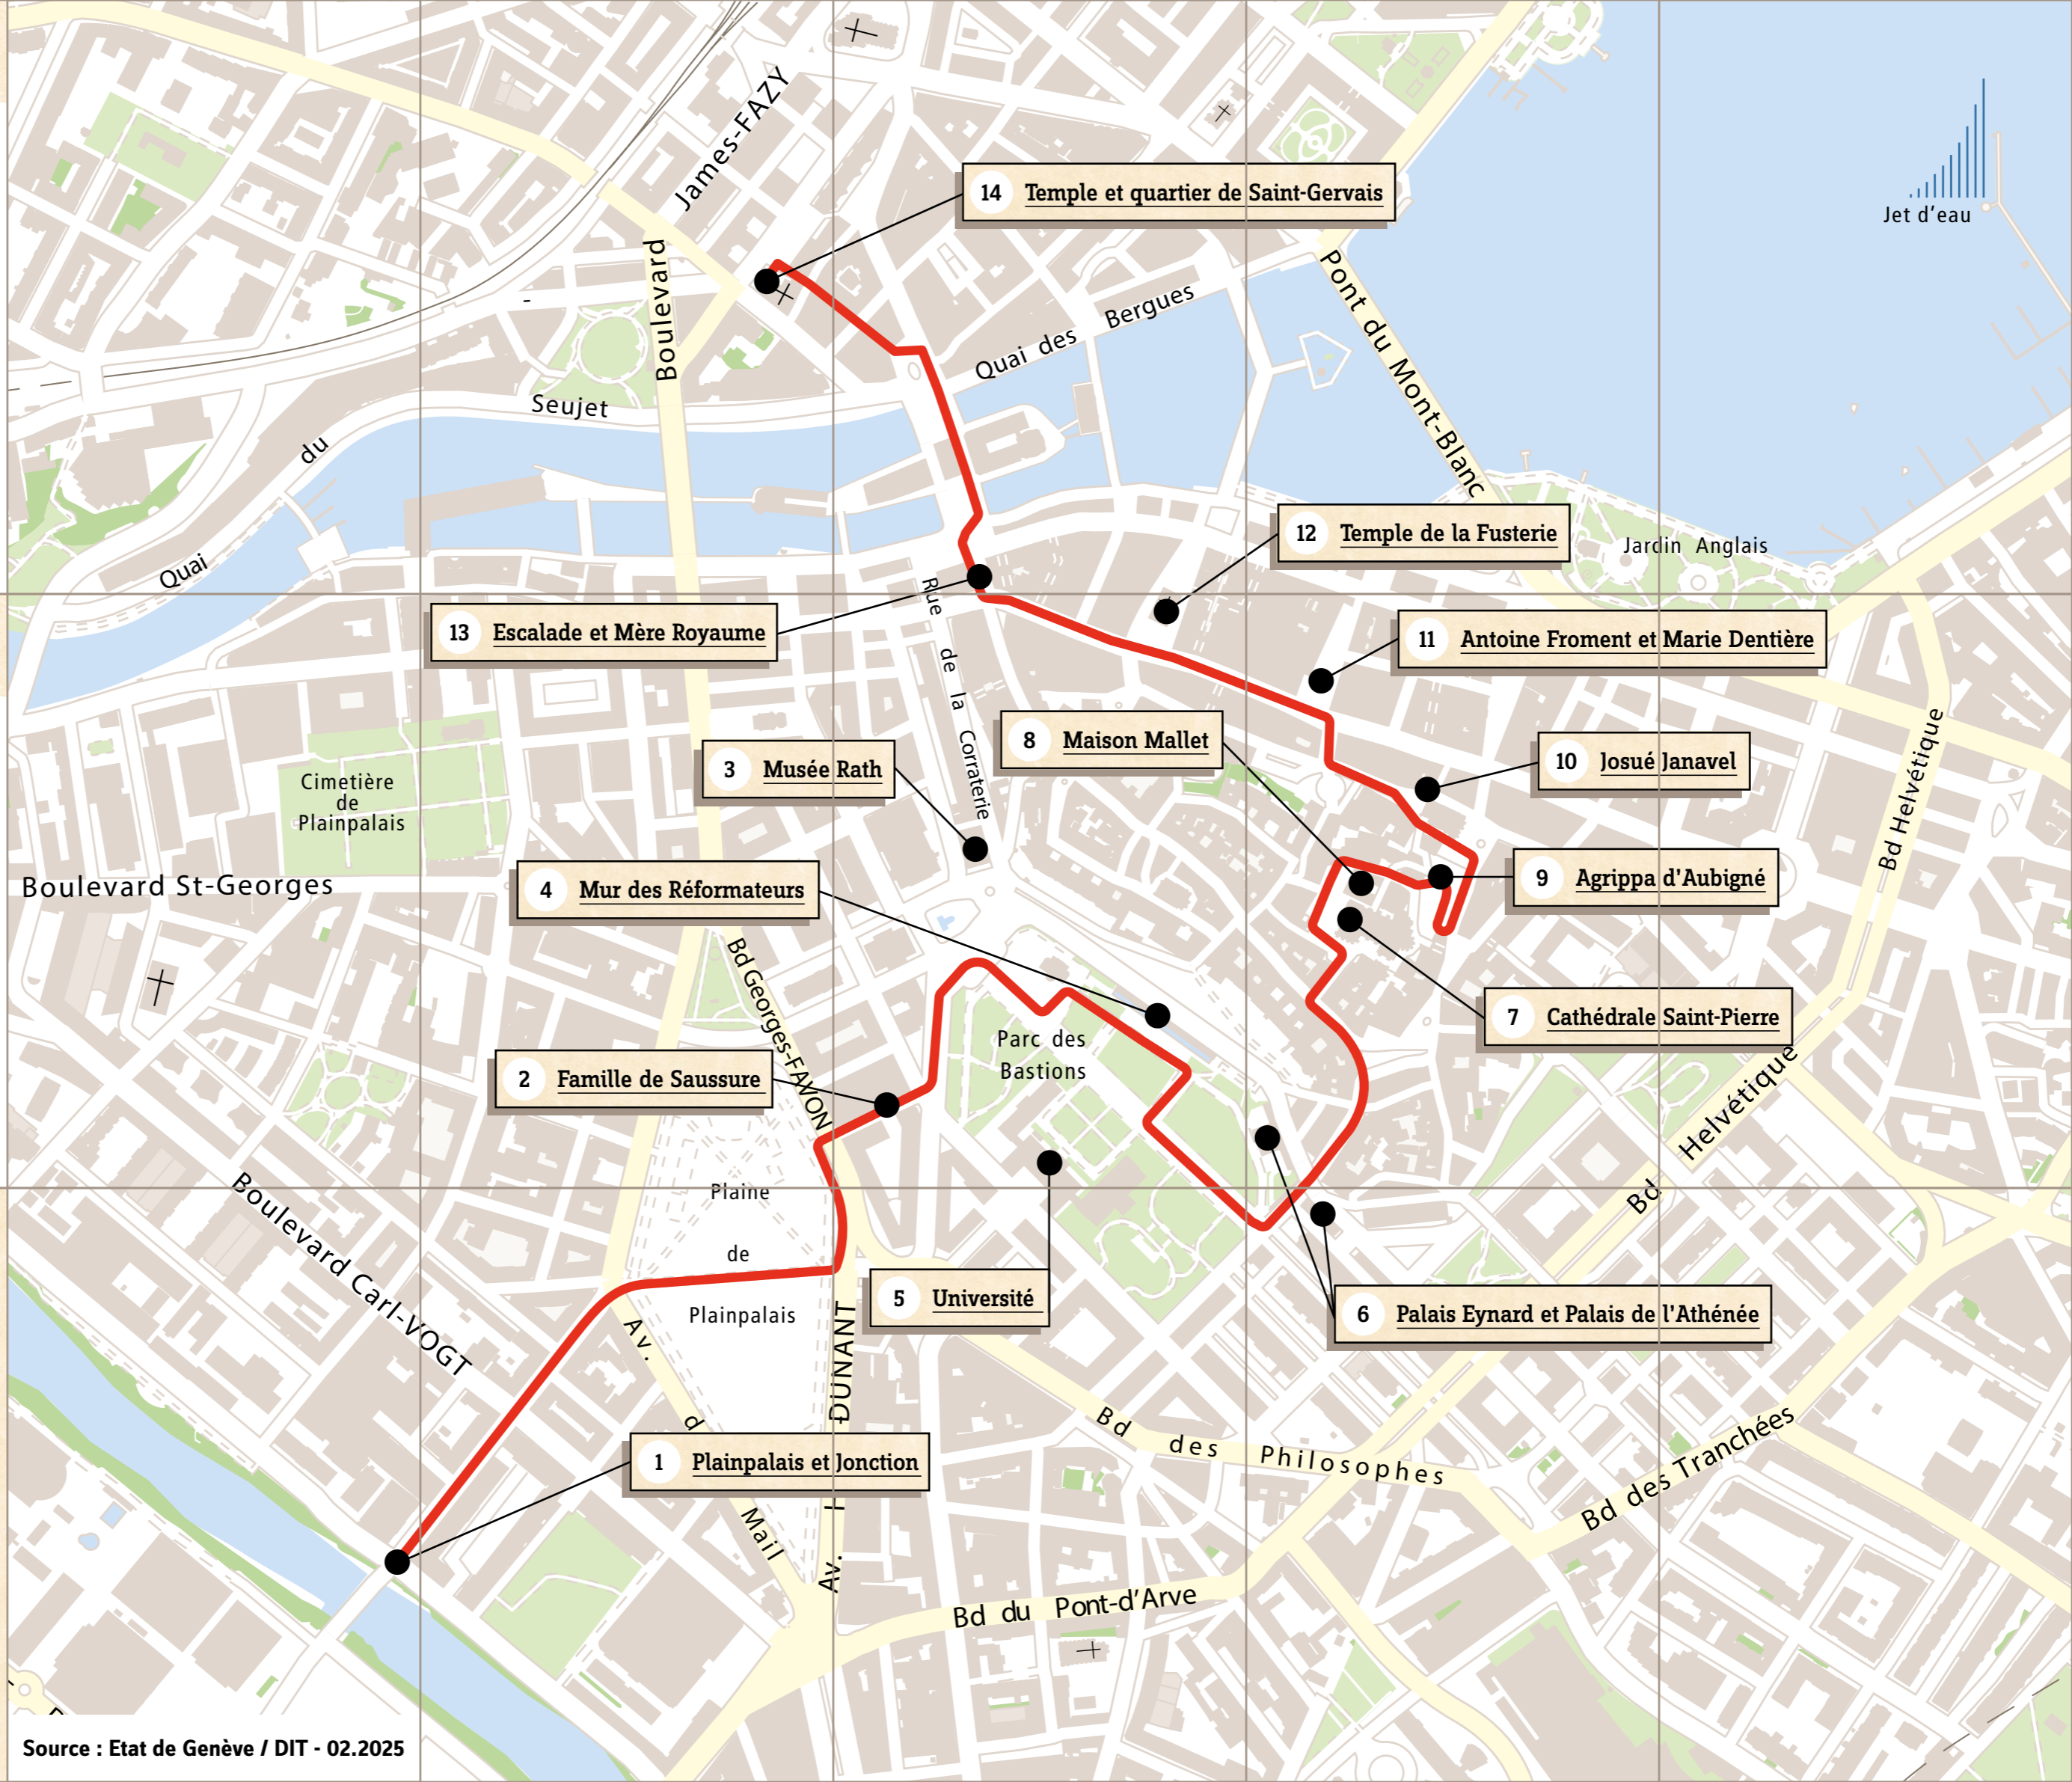 James-FAZY
14 Temple et quartier de Saint-Gervais
Jet d'eau
Boulevard
Pont du Mont-Blanc
Quai des Bergues
Seujet
du
Quai
12 Temple de la Fusterie
Jardin Anglais
13 Escalade et Mère Royaume
Rue de la Corraterie
11 Antoine Froment et Marie Dentière
8 Maison Mallet
3 Musée Rath
10 Josué Janavel
Bd Helvétique
Cimetière
de
Plainpalais
Boulevard St-Georges
4 Mur des Réformateurs
9 Agrippa d'Aubigné
Bd Georges-FAVON
7 Cathédrale Saint-Pierre
Parc des
Bastions
2 Famille de Saussure
Bd Helvétique
Plaine
de
Plainpalais
Boulevard Carl-VOGT
5 Université
6 Palais Eynard et Palais de l'Athénée
Av.
d
Mail
DUNANT
Av.
Bd des Philosophes
Bd des Tranchées
1 Plainpalais et Jonction
Bd du Pont-d'Arve
Source : Etat de Genève / DIT - 02.2025